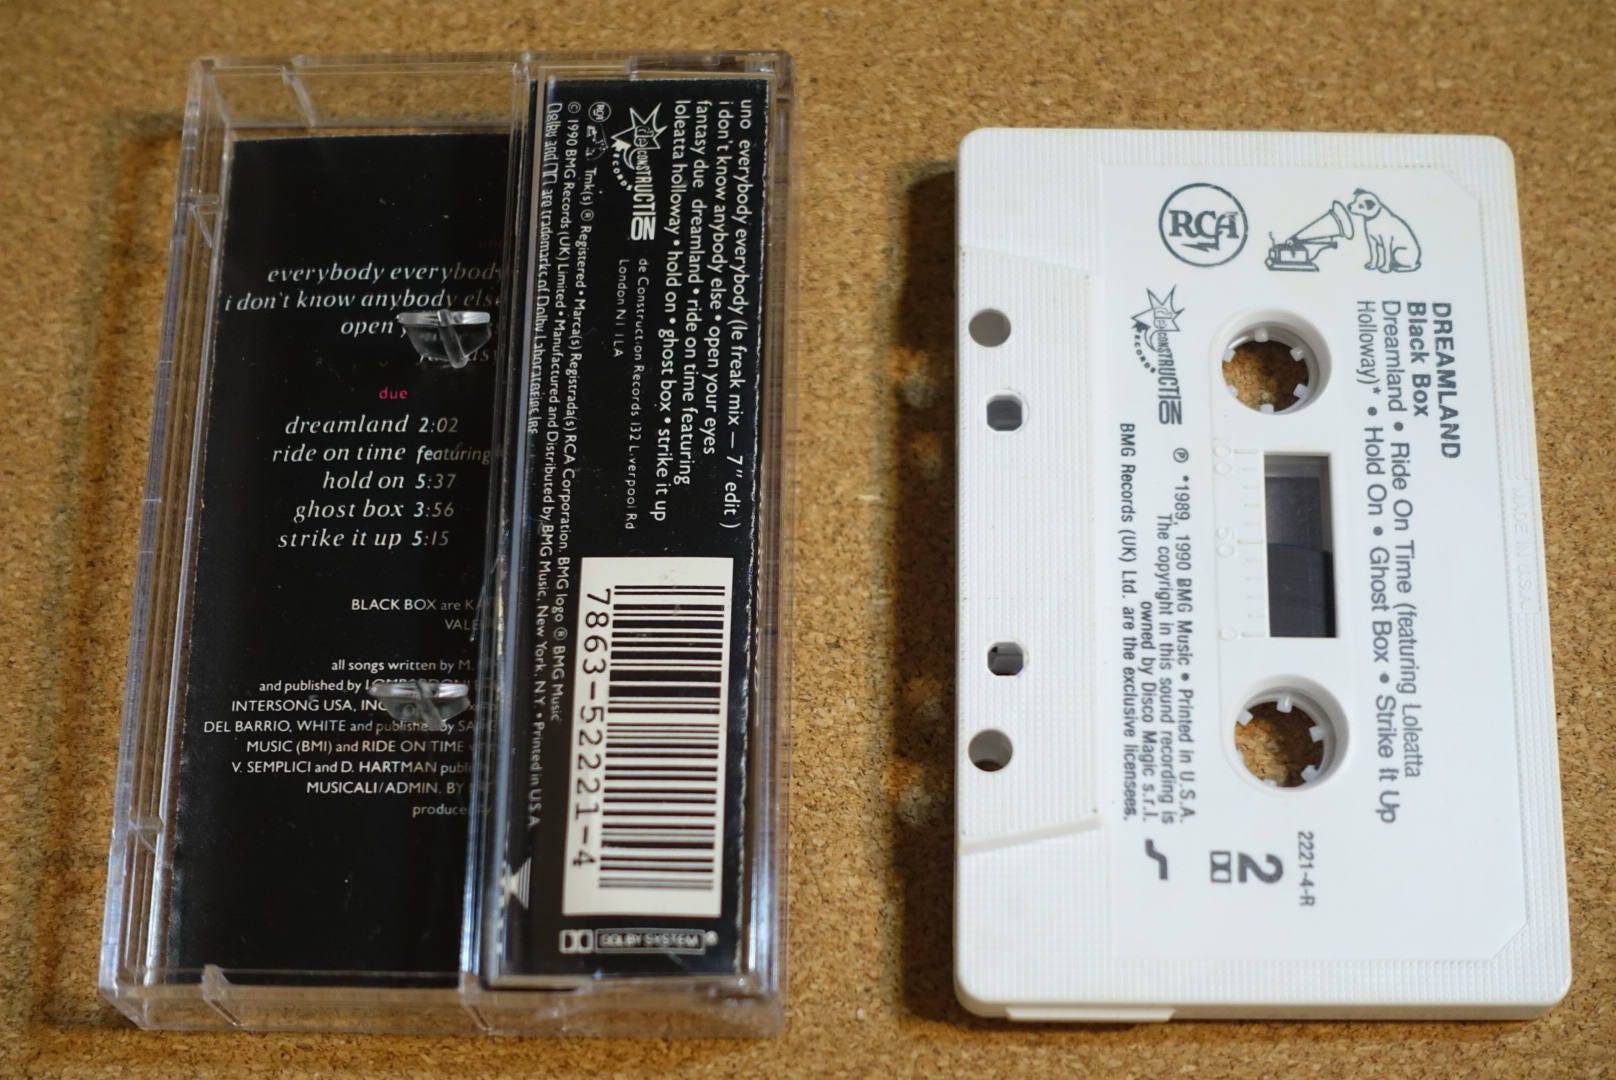 everybody everybody
i don't know anybody else
open
due
dreamland 2:02
ride on time featuring
hold on 5:37
ghost box 3:56
strike it up 5:15
BLACK BOX are
all songs written by M.
and published by
INTERSONG USA, INC
DEL BARRIO, WHITE and published by
MUSIC (BMI) and RIDE ON TIME
V. SEMPLICI and D. HARTMAN
MUSICALI/ADMIN. BY
uno everybody everybody (le freak mix — 7" edit)
i don't know anybody else • open your eyes
fantasy due dreamland • ride on time featuring
loleatta holloway • hold on • ghost box • strike it up
deCONSTRUCTION
RECORDS
de Construction Records 132 Liverpool Rd
London N1 1LA
RCA Tmk(s) ® Registered • Marca(s) Registrada(s) RCA Corporation. BMG logo ® BMG Music
© 1990 BMG Records (UK) Limited • Manufactured and Distributed by BMG Music, New York, N.Y. • Printed in U.S.A
Dolby and are trademarks of Dolby Laboratories
7863-52221-4
DOLBY SYSTEM ®
RCA
DREAMLAND
Black Box
Dreamland • Ride On Time (featuring Loleatta
Holloway)* • Hold On • Ghost Box • Strike It Up
2221-4-R
2
deCONSTRUCTION
RECORDS
℗ *1989, 1990 BMG Music • Printed in U.S.A.
The copyright in this sound recording is
owned by Disco Magic s.r.l.
BMG Records (UK) Ltd. are the exclusive licensees.
MADE IN U.S.A.
100
50
0